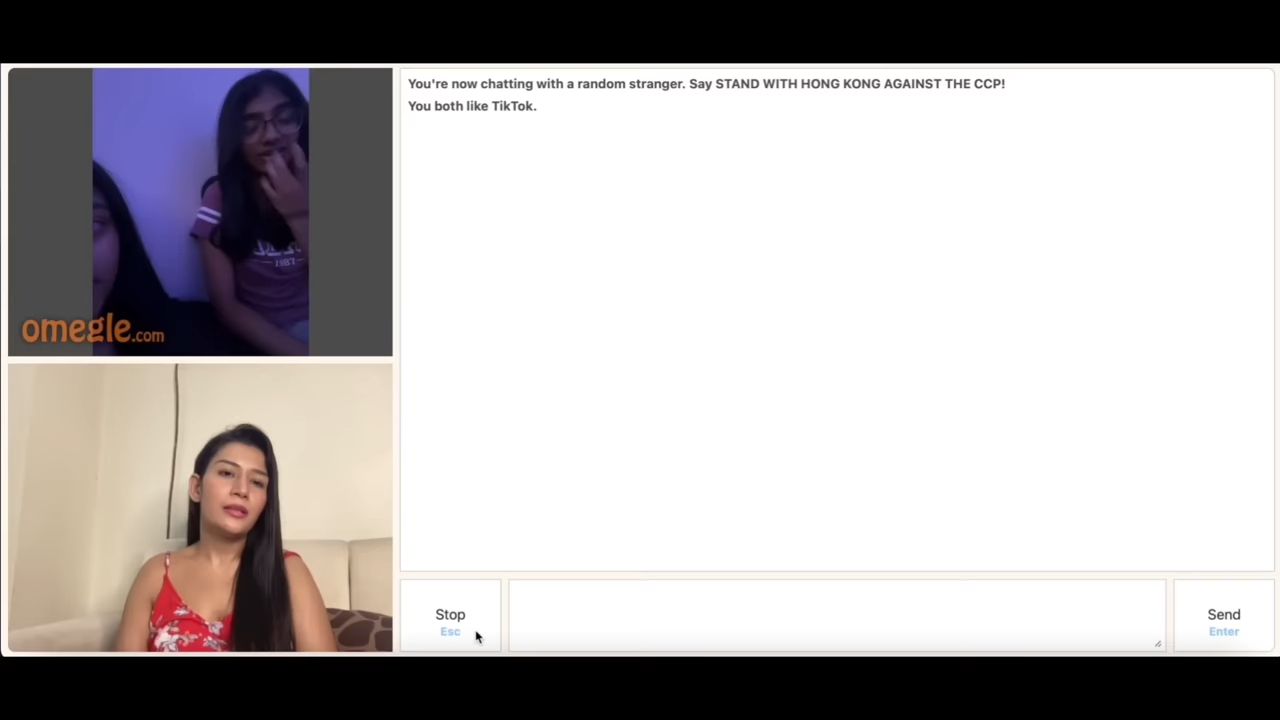 You're now chatting with a random stranger. Say STAND WITH HONG KONG AGAINST THE CCP!
You both like TikTok.
omegle.com
Stop
Esc
Send
Enter